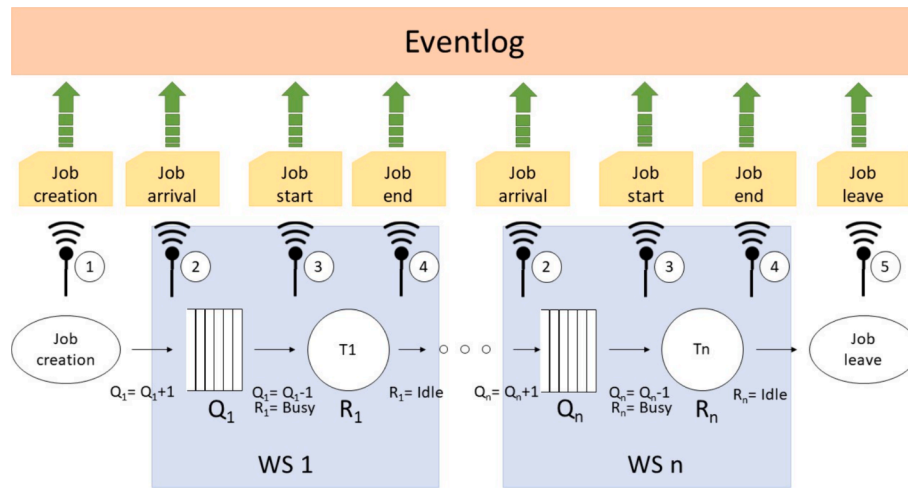 Eventlog
Job creation
Job arrival
Job start
Job end
Job arrival
Job start
Job end
Job leave
1
2
3
4
2
3
4
5
Job creation
T1
Tn
Job leave
Q1= Q1+1
Q1= Q1-1
R1= Busy
R1= Idle
Qn= Qn+1
Qn= Qn-1
Rn= Busy
Rn= Idle
Q1
R1
Qn
Rn
WS 1
WS n